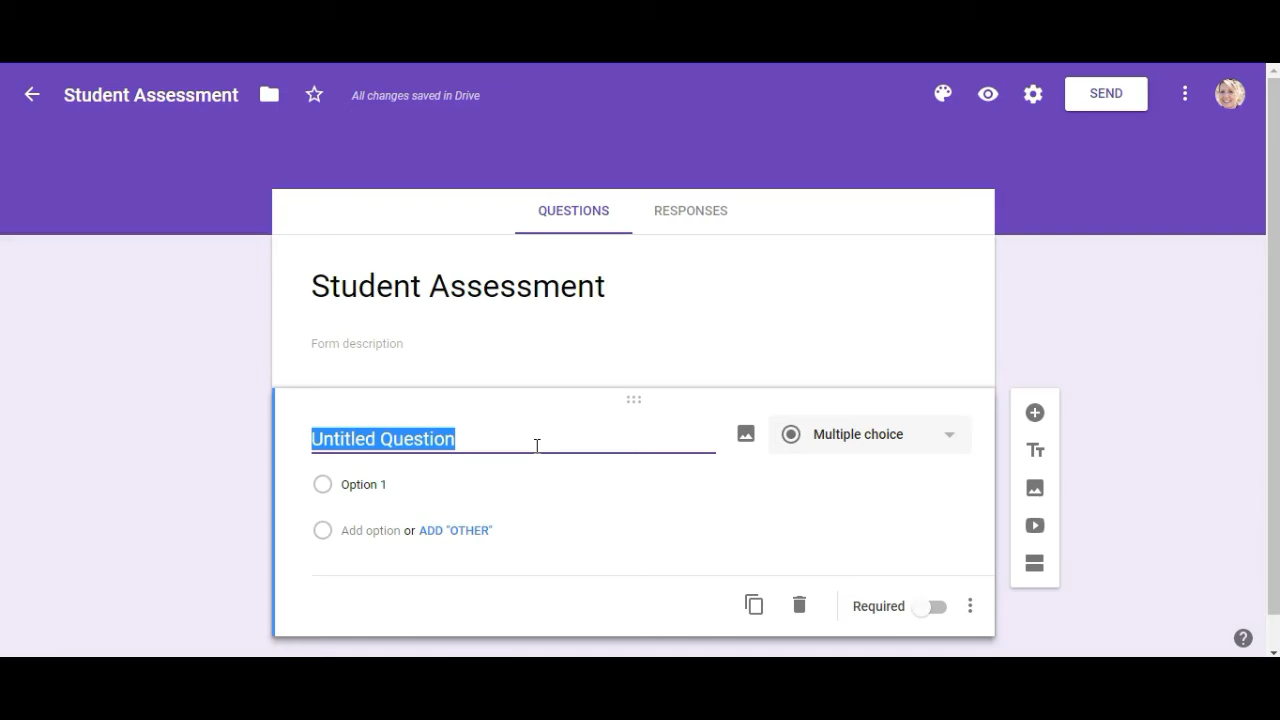 Student Assessment
All changes saved in Drive
SEND
QUESTIONS
RESPONSES
Student Assessment
Form description
Untitled Question
Multiple choice
Option 1
Add option or ADD "OTHER"
Required